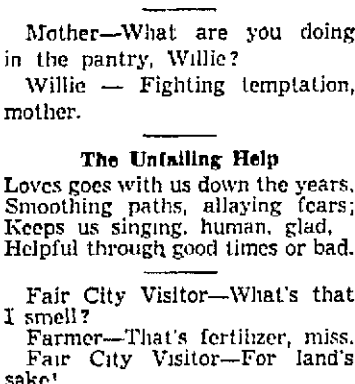 Mother—What are you doing
in the pantry, Willie?
Willie — Fighting temptation,
mother.
The Unfailing Help
Loves goes with us down the years,
Smoothing paths, allaying fears;
Keeps us singing, human, glad,
Helpful through good times or bad.
Fair City Visitor—What's that
I smell?
Farmer—That's fertilizer, miss.
Fair City Visitor—For land's
sake!